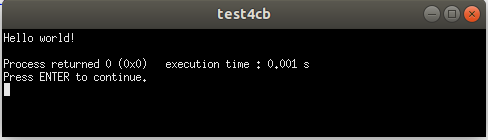 test4cb
Hello world!
Process returned 0 (0x0)   execution time : 0.001 s
Press ENTER to continue.